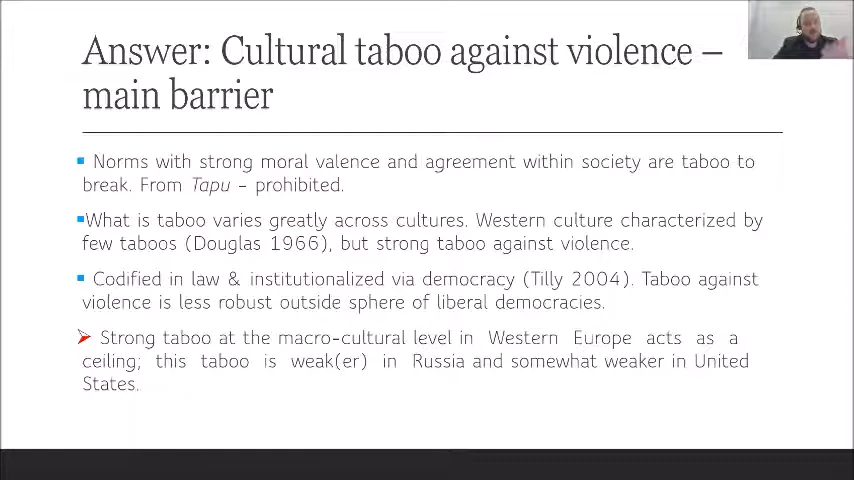 Answer: Cultural taboo against violence –
main barrier
Norms with strong moral valence and agreement within society are taboo to
break. From Tapu – prohibited.
What is taboo varies greatly across cultures. Western culture characterized by
few taboos (Douglas 1966), but strong taboo against violence.
Codified in law & institutionalized via democracy (Tilly 2004). Taboo against
violence is less robust outside sphere of liberal democracies.
Strong taboo at the macro-cultural level in Western Europe acts as a
ceiling; this taboo is weak(er) in Russia and somewhat weaker in United
States.